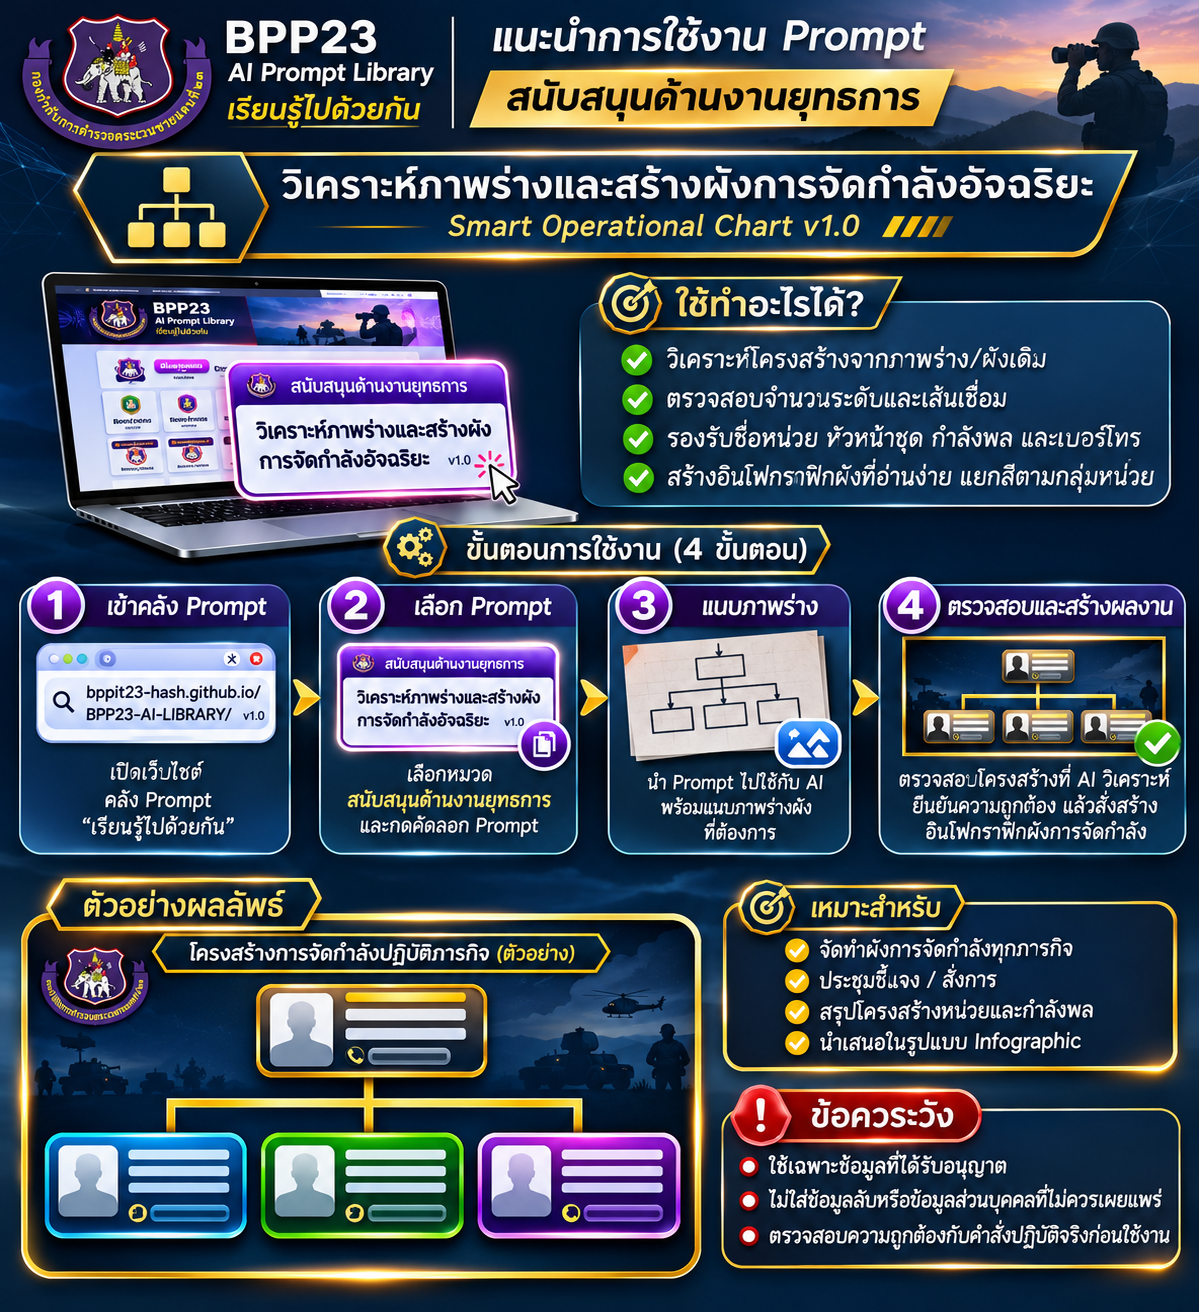 กองกำกับการตำรวจตระเวนชายแดนที่ ๒๓
BPP23
AI Prompt Library
เรียนรู้ไปด้วยกัน
แนะนำการใช้งาน Prompt
สนับสนุนด้านงานยุทธการ
วิเคราะห์ภาพร่างและสร้างผังการจัดกำลังอัจฉริยะ
Smart Operational Chart v1.0
BPP23
AI Prompt Library
เรียนรู้ไปด้วยกัน
สนับสนุนด้านงานยุทธการ
วิเคราะห์ภาพร่างและสร้างผัง
การจัดกำลังอัจฉริยะ v1.0
ใช้ทำอะไรได้?
วิเคราะห์โครงสร้างจากภาพร่าง/ผังเดิม
ตรวจสอบจำนวนระดับและเส้นเชื่อม
รองรับชื่อหน่วย หัวหน้าชุด กำลังพล และเบอร์โทร
สร้างอินโฟกราฟิกผังที่อ่านง่าย แยกสีตามกลุ่มหน่วย
ขั้นตอนการใช้งาน (4 ขั้นตอน)
1 เข้าคลัง Prompt
bppit23-hash.github.io/
BPP23-AI-LIBRARY/ v1.0
เปิดเว็บไซต์
คลัง Prompt
“เรียนรู้ไปด้วยกัน”
2 เลือก Prompt
สนับสนุนด้านงานยุทธการ
วิเคราะห์ภาพร่างและสร้างผัง
การจัดกำลังอัจฉริยะ v1.0
เลือกหมวด
สนับสนุนด้านงานยุทธการ
และกดคัดลอก Prompt
3 แนบภาพร่าง
นำ Prompt ไปใช้กับ AI
พร้อมแนบภาพร่างผัง
ที่ต้องการ
4 ตรวจสอบและสร้างผลงาน
ตรวจสอบโครงสร้างที่ AI วิเคราะห์
ยืนยันความถูกต้อง แล้วสั่งสร้าง
อินโฟกราฟิกผังการจัดกำลัง
ตัวอย่างผลลัพธ์
โครงสร้างการจัดกำลังปฏิบัติภารกิจ (ตัวอย่าง)
เหมาะสำหรับ
จัดทำผังการจัดกำลังทุกภารกิจ
ประชุมชี้แจง / สั่งการ
สรุปโครงสร้างหน่วยและกำลังพล
นำเสนอในรูปแบบ Infographic
! ข้อควรระวัง
ใช้เฉพาะข้อมูลที่ได้รับอนุญาต
ไม่ใส่ข้อมูลลับหรือข้อมูลส่วนบุคคลที่ไม่ควรเผยแพร่
ตรวจสอบความถูกต้องกับคำสั่งปฏิบัติจริงก่อนใช้งาน